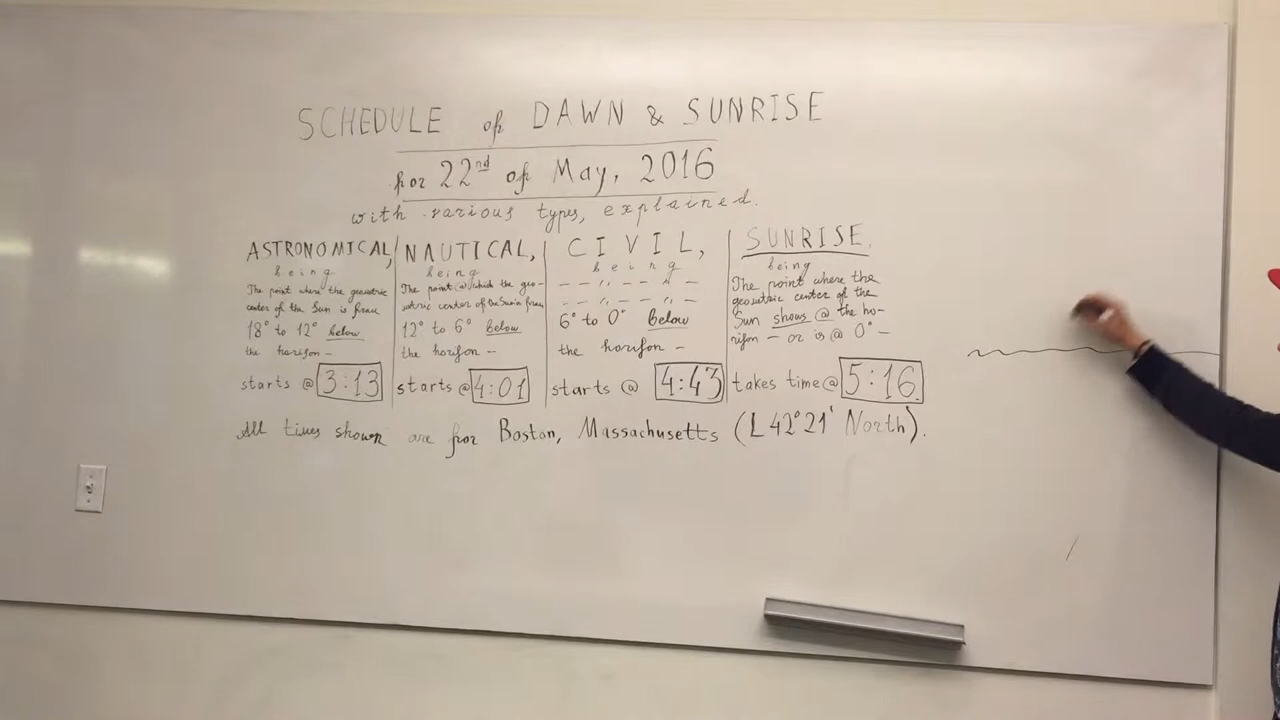 SCHEDULE of DAWN & SUNRISE
for 22nd of May, 2016
with various types, explained.
ASTRONOMICAL,
being
The point where the geometric
center of the Sun is from
18° to 12° below
the horizon –
starts @ 3:13
NAUTICAL,
being
The point @ which the geo-
metric center of the Sun is from
12° to 6° Below
the horizon –
starts @ 4:01
CIVIL,
being
– – ,, – – ,, – –
– – ,, – – ,, – –
6° to 0° Below
the horizon –
starts @ 4:43
SUNRISE,
being
The point where the
geometric center of the
Sun shows @ the ho-
rizon – or is @ 0° –
takes time @ 5:16
All times shown are for Boston, Massachusetts (L 42°21' North).